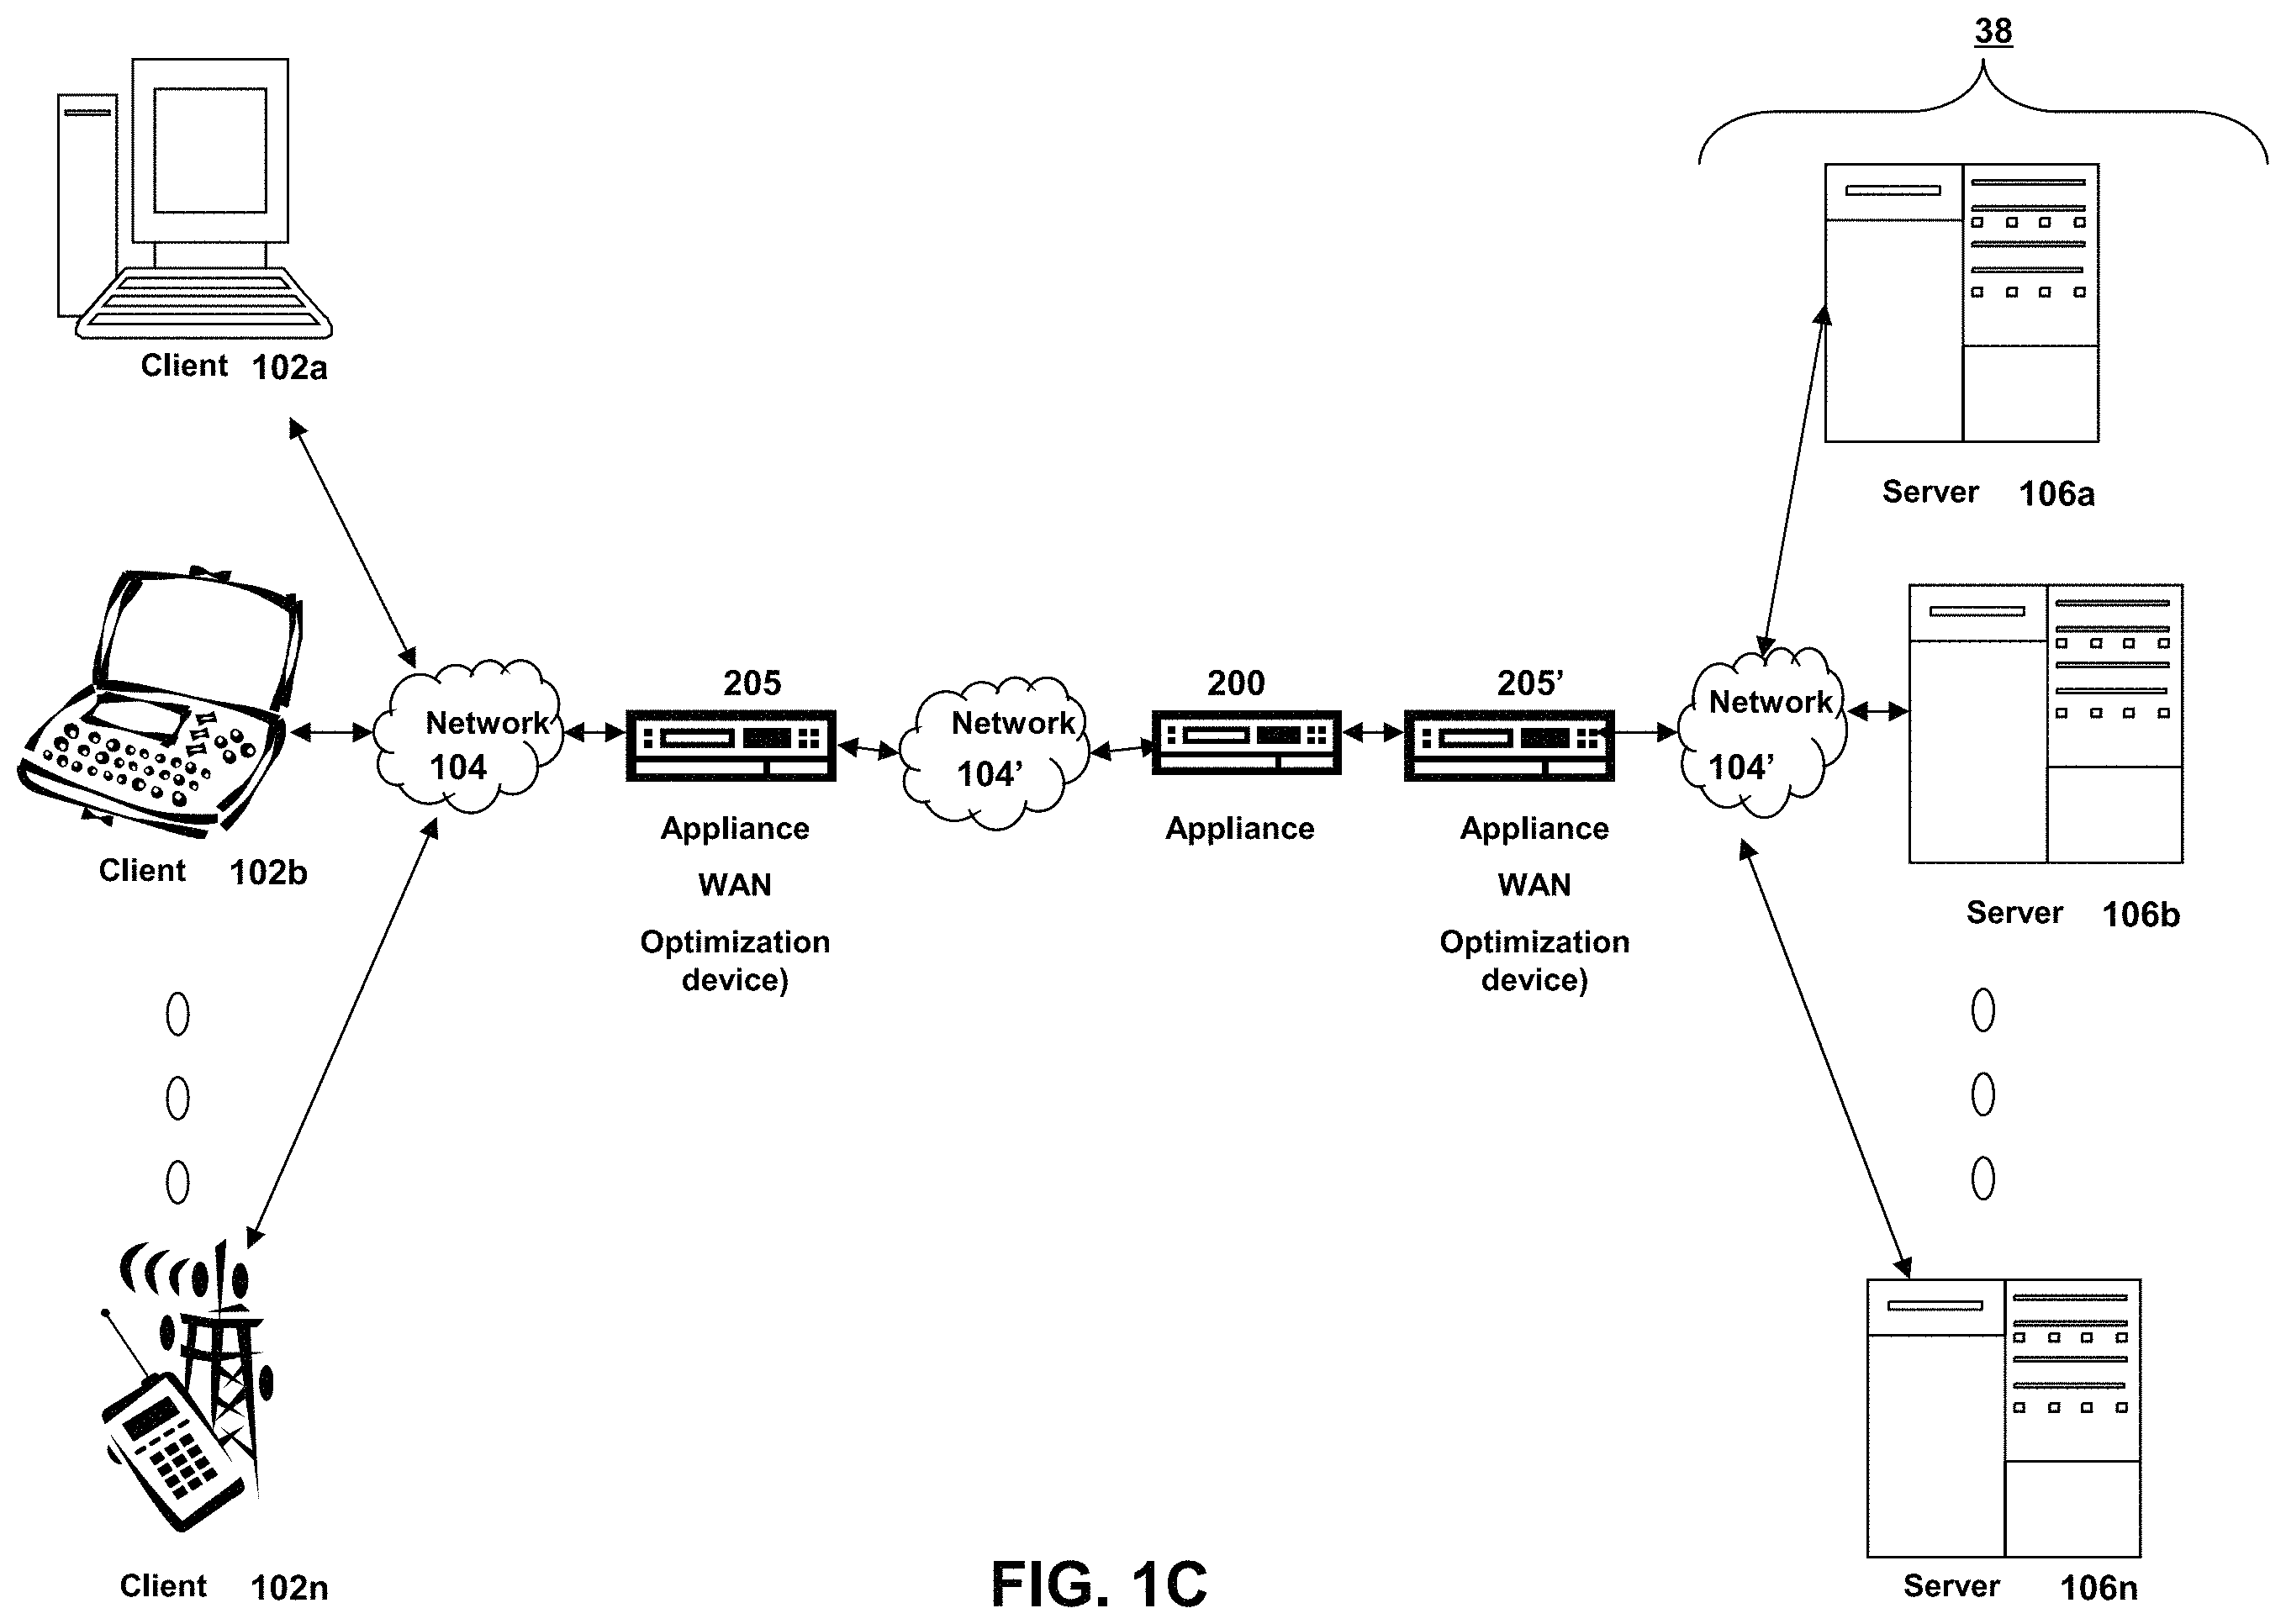 38
Client 102a
Server 106a
205
200
205’
Network
104
Network
104’
Network
104’
Appliance
WAN
Optimization
device)
Appliance
Appliance
WAN
Optimization
device)
Client 102b
Server 106b
Client 102n
Server 106n
FIG. 1C